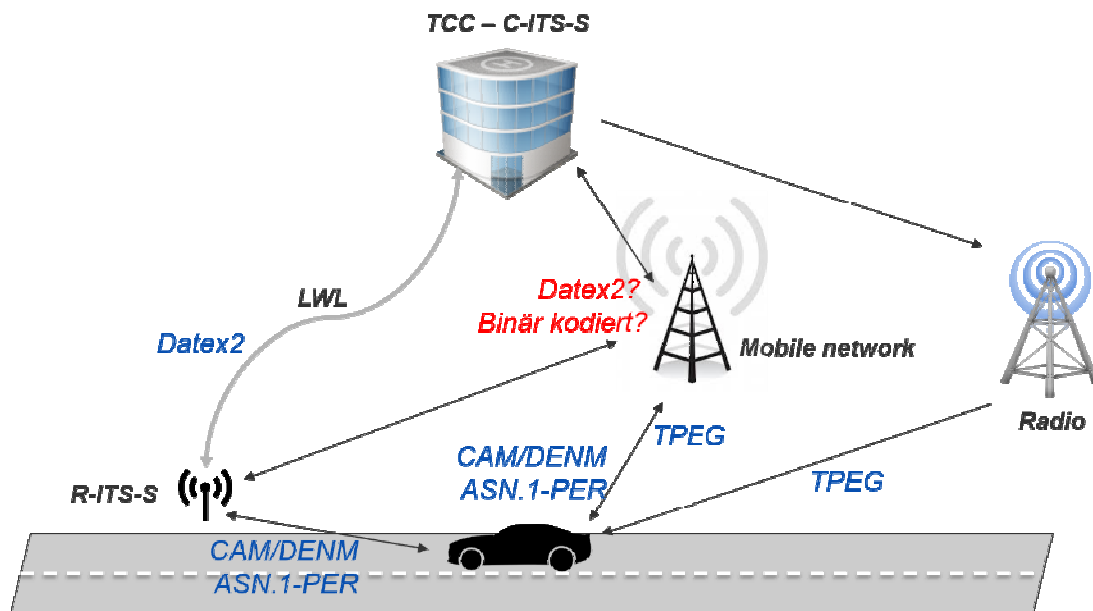 TCC – C-ITS-S
LWL
Datex2
Datex2?
Binär kodiert?
Mobile network
Radio
TPEG
CAM/DENM
ASN.1-PER
TPEG
R-ITS-S
CAM/DENM
ASN.1-PER